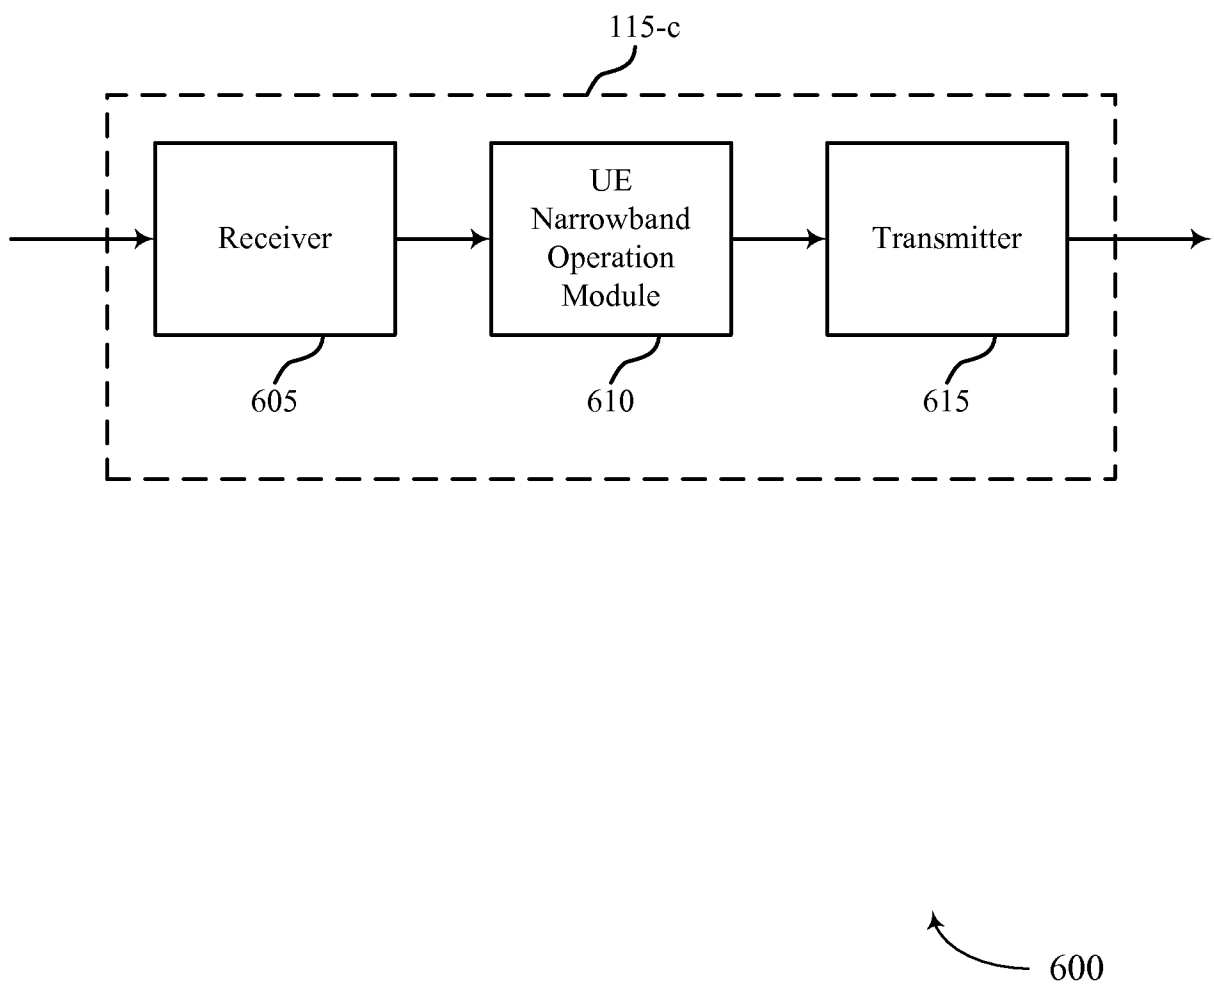 115-c
Receiver
UE
Narrowband
Operation
Module
Transmitter
605
610
615
600